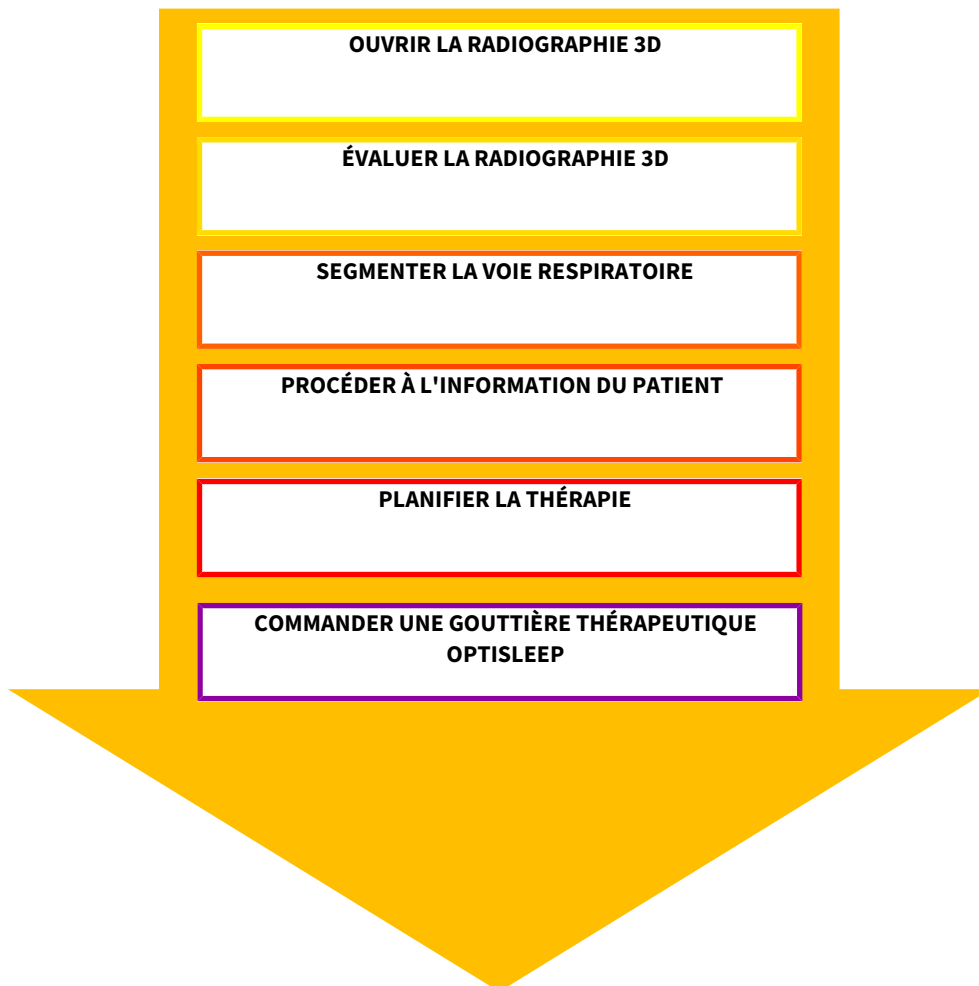 OUVRIR LA RADIOGRAPHIE 3D
ÉVALUER LA RADIOGRAPHIE 3D
SEGMENTER LA VOIE RESPIRATOIRE
PROCÉDER À L'INFORMATION DU PATIENT
PLANIFIER LA THÉRAPIE
COMMANDER UNE GOUTTIÈRE THÉRAPEUTIQUE
OPTISLEEP